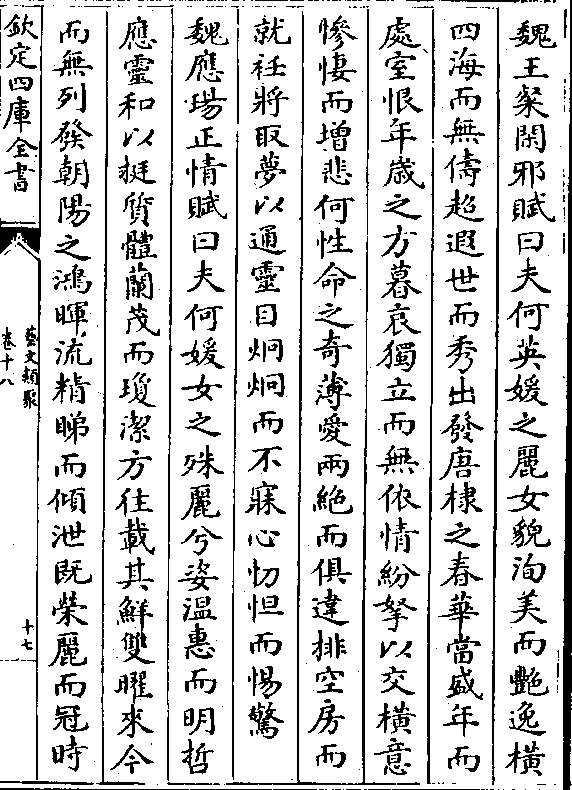 魏王粲閑邪賦曰夫何英媛之麗女貌洵美而艷逸橫
四海而無儔超遐世而秀出發唐棣之春華當盛年而
處室恨年歲之方暮哀獨立而無依情紛拏以交橫意
慘悽而增悲何性命之奇薄愛兩絶而俱違排空房而
就衽將取夢以通靈目炯炯而不寐心忉怛而惕驚
魏應瑒正情賦曰夫何媛女之殊麗兮姿温惠而明哲
應靈和以挺質體蘭茂而瓊潔方往載其鮮雙曜來今
而無列發朝陽之鴻暉流精睇而傾泄既榮麗而冠時
欽定四庫全書
藝文類聚
卷十八
十七